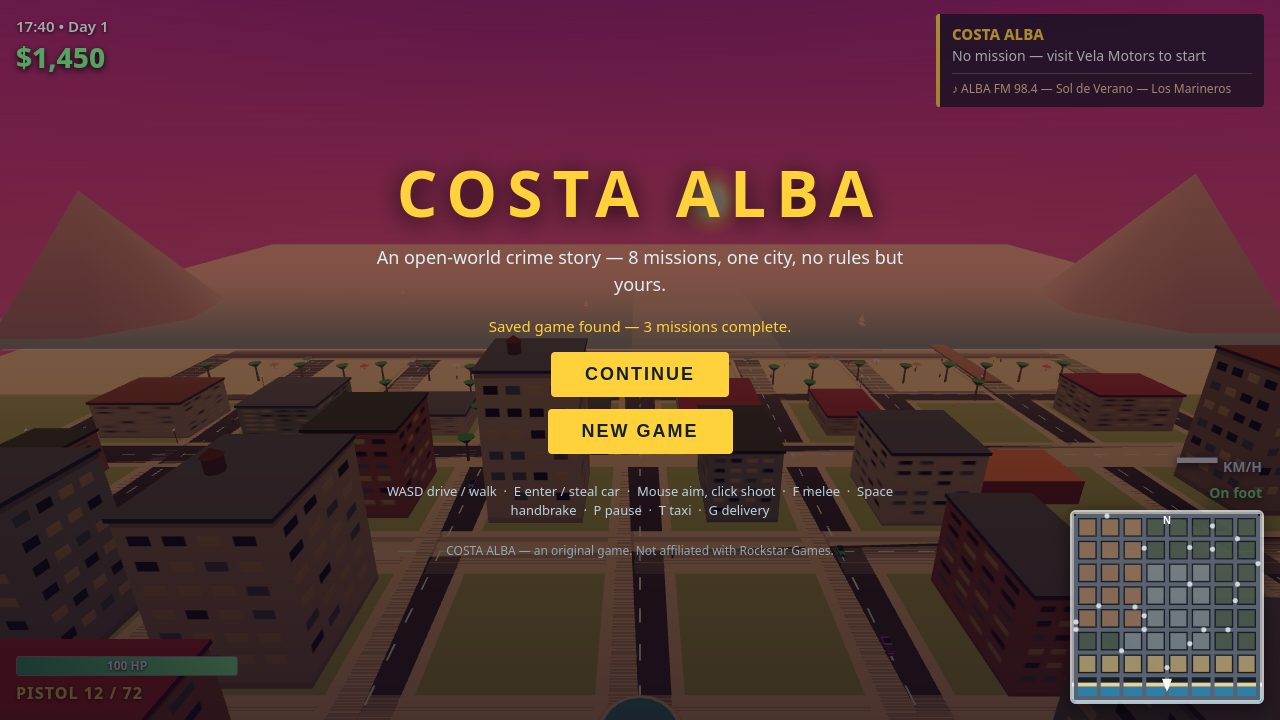 17:40 • Day 1
$1,450
COSTA ALBA
No mission — visit Vela Motors to start
♪ ALBA FM 98.4 — Sol de Verano — Los Marineros
COSTA ALBA
An open-world crime story — 8 missions, one city, no rules but
yours.
Saved game found — 3 missions complete.
CONTINUE
NEW GAME
WASD drive / walk · E enter / steal car · Mouse aim, click shoot · F melee · Space
handbrake · P pause · T taxi · G delivery
COSTA ALBA — an original game. Not affiliated with Rockstar Games.
KM/H
On foot
N
100 HP
PISTOL 12 / 72